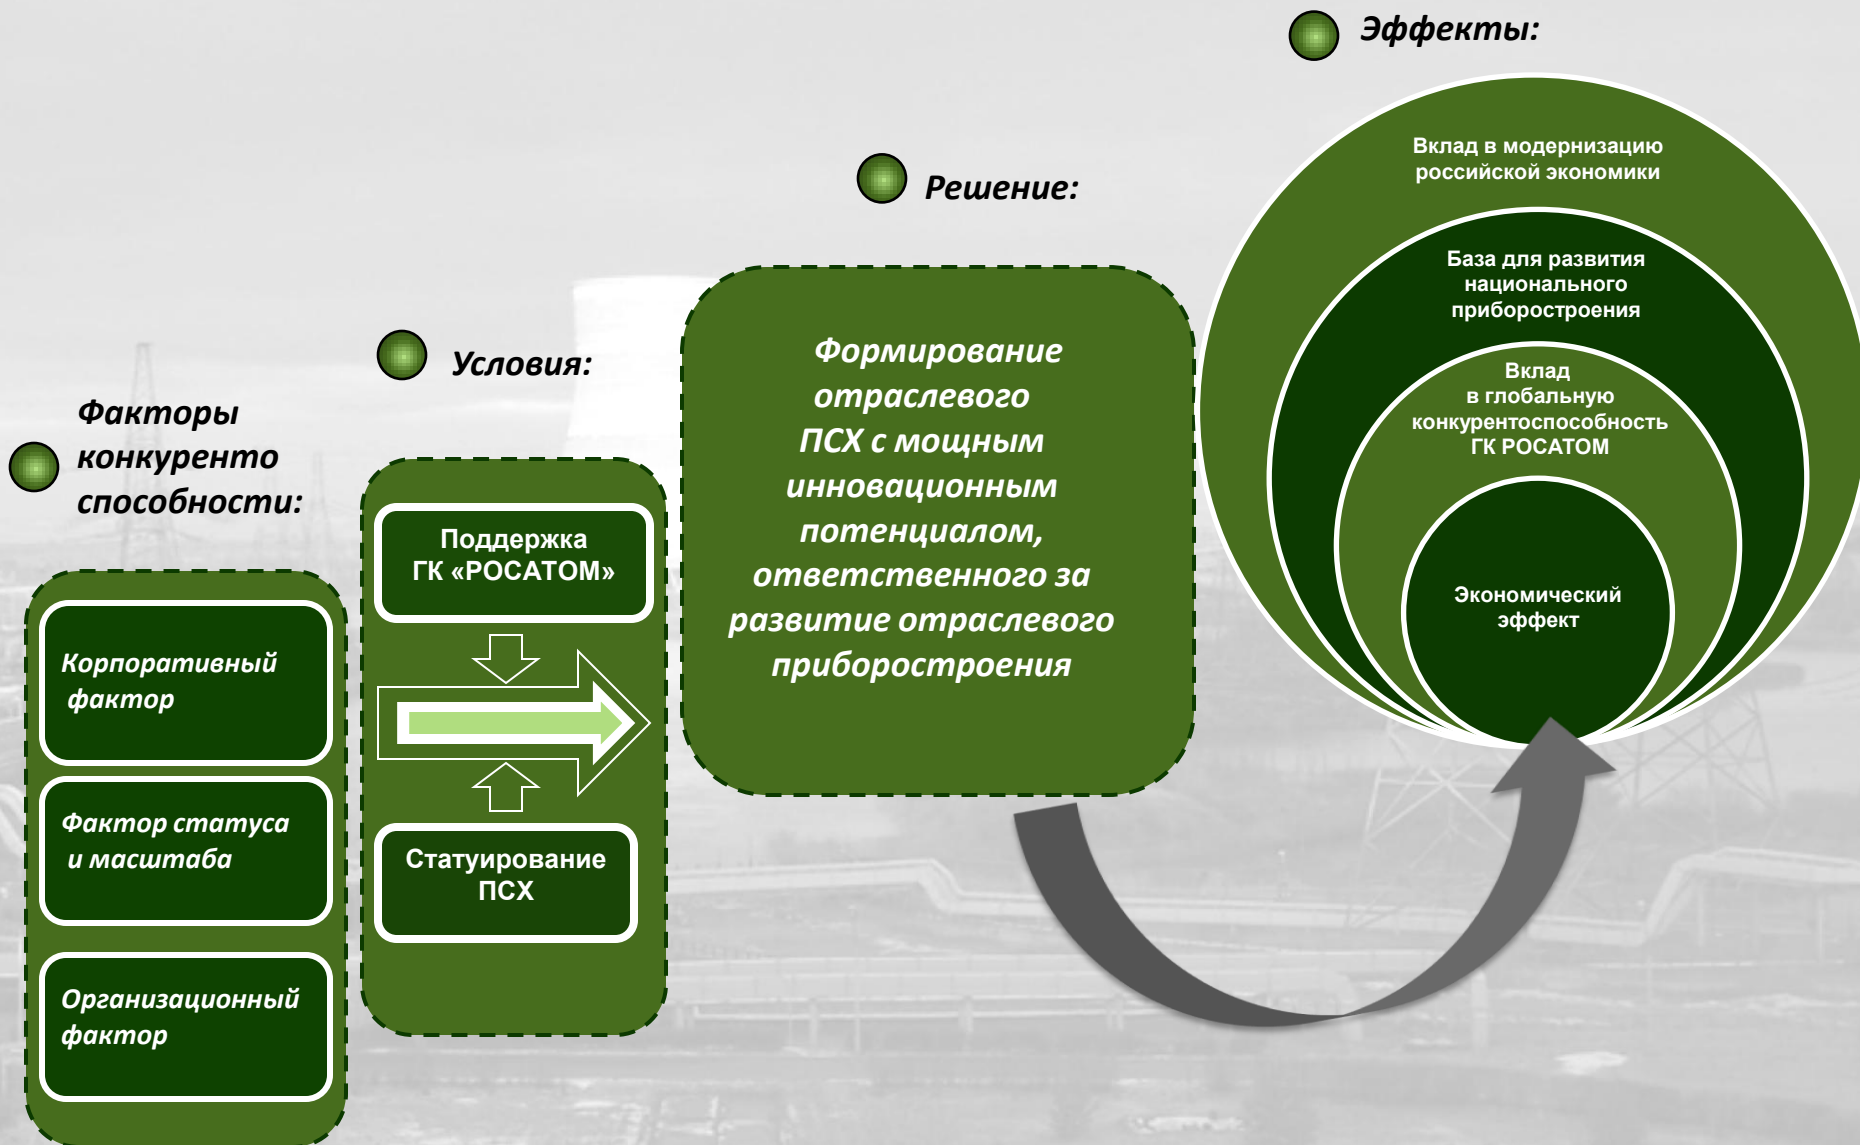 Факторы
конкуренто
способности:
Корпоративный
фактор
Фактор статуса
и масштаба
Организационный
фактор
Условия:
Поддержка
ГК «РОСАТОМ»
Статуирование
ПСХ
Решение:
Формирование
отраслевого
ПСХ с мощным
инновационным
потенциалом,
ответственного за
развитие отраслевого
приборостроения
Эффекты:
Вклад в модернизацию
российской экономики
База для развития
национального
приборостроения
Вклад
в глобальную
конкурентоспособность
ГК РОСАТОМ
Экономический
эффект